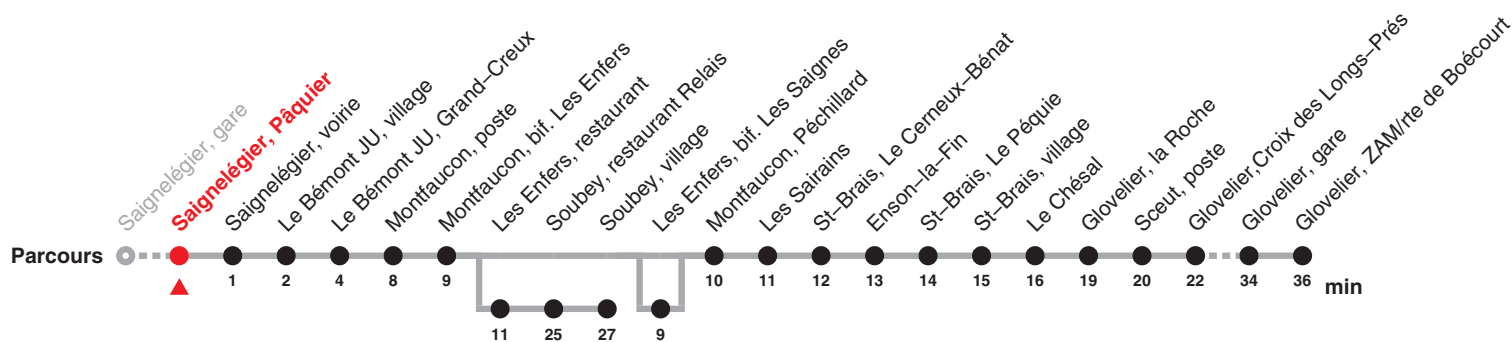 Saignelégier, gare
Saignelégier, Pâquier
Saignelégier, voirie
Le Bémont JU, village
Le Bémont JU, Grand–Creux
Montfaucon, poste
Montfaucon, bif. Les Enfers
Les Enfers, restaurant
Soubey, restaurant Relais
Soubey, village
Les Enfers, bif. Les Saignes
Montfaucon, Péchillard
Les Sairains
St–Brais, Le Cerneux–Bénat
Enson–la–Fin
St–Brais, Le Péquie
St–Brais, village
Le Chésal
Glovelier, la Roche
Sceut, poste
Glovelier,Croix des Longs–Prés
Glovelier, gare
Glovelier, ZAM/rte de Boécourt
Parcours
1 2 4 8 9 10 11 12 13 14 15 16 19 20 22 34 36 min
11 25 27 9